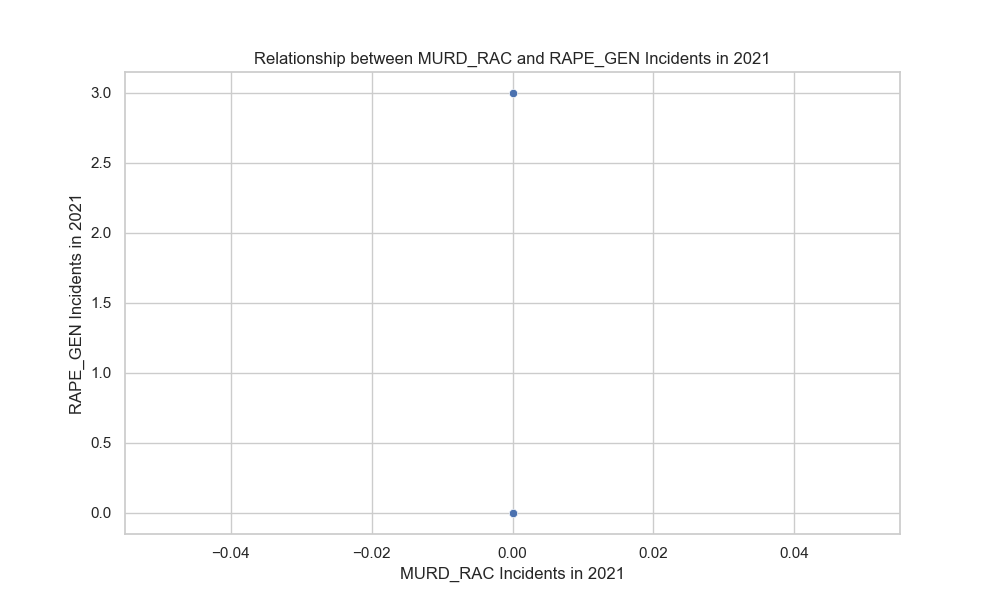 Relationship between MURD_RAC and RAPE_GEN Incidents in 2021
RAPE_GEN Incidents in 2021
3.0
2.5
2.0
1.5
1.0
0.5
0.0
−0.04 −0.02 0.00 0.02 0.04
MURD_RAC Incidents in 2021